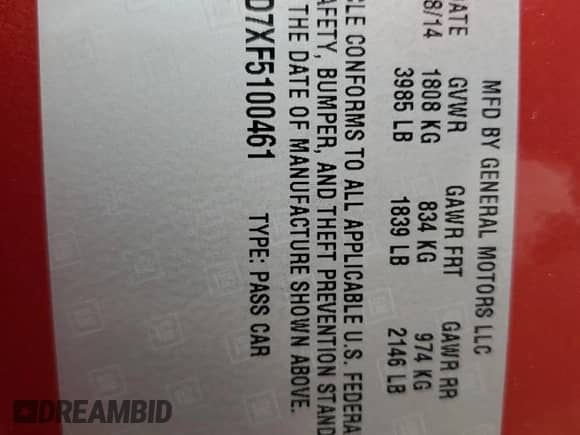 MFD BY GENERAL MOTORS LLC
DATE GVWR GAWR FRT GAWR RR
8/14 1808 KG 834 KG 974 KG
3985 LB 1839 LB 2146 LB
CLE CONFORMS TO ALL APPLICABLE U.S. FEDERA
AFETY, BUMPER, AND THEFT PREVENTION STAND
THE DATE OF MANUFACTURE SHOWN ABOVE.
D7XF5100461 TYPE: PASS CAR
DREAMBID